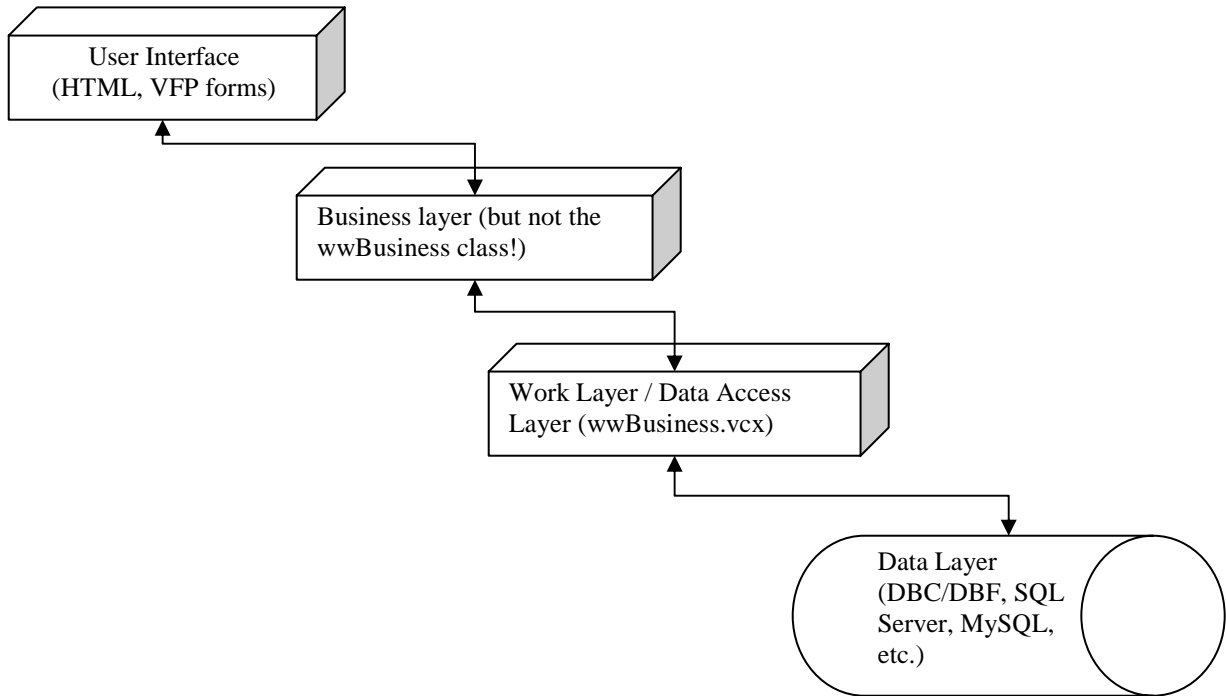 User Interface
(HTML, VFP forms)
Business layer (but not the
wwBusiness class!)
Work Layer / Data Access
Layer (wwBusiness.vcx)
Data Layer
(DBC/DBF, SQL
Server, MySQL,
etc.)